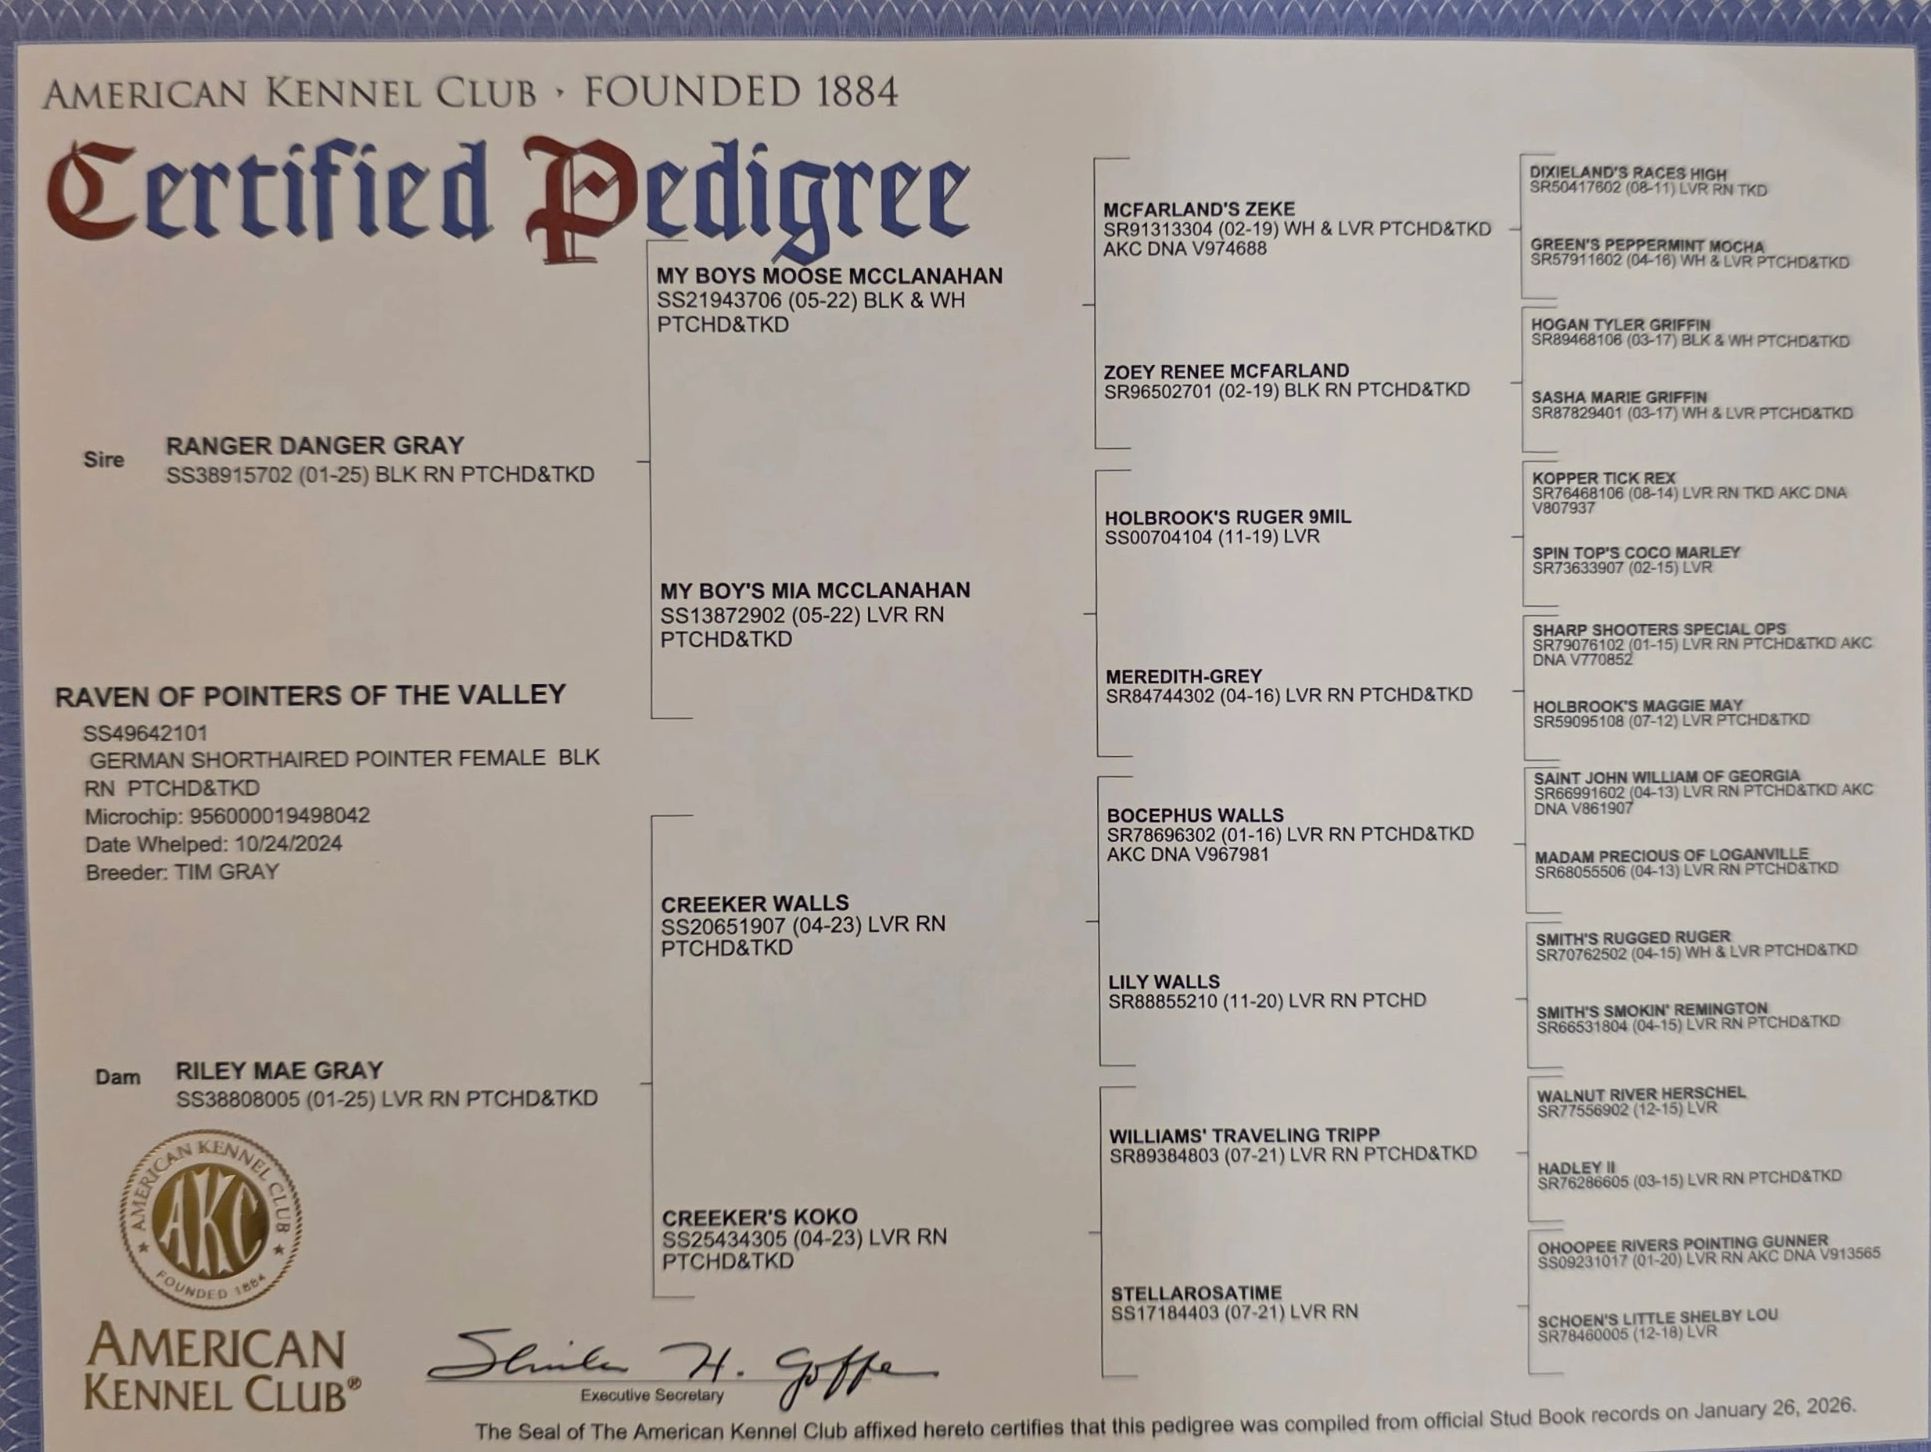 AMERICAN KENNEL CLUB · FOUNDED 1884
Certified Pedigree
Sire
RANGER DANGER GRAY
SS38915702 (01-25) BLK RN PTCHD&TKD
RAVEN OF POINTERS OF THE VALLEY
SS49642101
GERMAN SHORTHAIRED POINTER FEMALE BLK
RN PTCHD&TKD
Microchip: 956000019498042
Date Whelped: 10/24/2024
Breeder: TIM GRAY
Dam
RILEY MAE GRAY
SS38808005 (01-25) LVR RN PTCHD&TKD
MY BOYS MOOSE MCCLANAHAN
SS21943706 (05-22) BLK & WH
PTCHD&TKD
MY BOY'S MIA MCCLANAHAN
SS13872902 (05-22) LVR RN
PTCHD&TKD
CREEKER WALLS
SS20651907 (04-23) LVR RN
PTCHD&TKD
CREEKER'S KOKO
SS25434305 (04-23) LVR RN
PTCHD&TKD
MCFARLAND'S ZEKE
SR91313304 (02-19) WH & LVR PTCHD&TKD
AKC DNA V974688
ZOEY RENEE MCFARLAND
SR96502701 (02-19) BLK RN PTCHD&TKD
HOLBROOK'S RUGER 9MIL
SS00704104 (11-19) LVR
MEREDITH-GREY
SR84744302 (04-16) LVR RN PTCHD&TKD
BOCEPHUS WALLS
SR78696302 (01-16) LVR RN PTCHD&TKD
AKC DNA V967981
LILY WALLS
SR88855210 (11-20) LVR RN PTCHD
WILLIAMS' TRAVELING TRIPP
SR89384803 (07-21) LVR RN PTCHD&TKD
STELLAROSATIME
SS17184403 (07-21) LVR RN
DIXIELAND'S RACES HIGH
SR50417602 (08-11) LVR RN TKD
GREEN'S PEPPERMINT MOCHA
SR57911602 (04-16) WH & LVR PTCHD&TKD
HOGAN TYLER GRIFFIN
SR89468106 (03-17) BLK & WH PTCHD&TKD
SASHA MARIE GRIFFIN
SR87829401 (03-17) WH & LVR PTCHD&TKD
KOPPER TICK REX
SR76468106 (08-14) LVR RN TKD AKC DNA
V807937
SPIN TOP'S COCO MARLEY
SR73633907 (02-15) LVR
SHARP SHOOTERS SPECIAL OPS
SR79076102 (01-15) LVR RN PTCHD&TKD AKC
DNA V770852
HOLBROOK'S MAGGIE MAY
SR59095108 (07-12) LVR PTCHD&TKD
SAINT JOHN WILLIAM OF GEORGIA
SR66991602 (04-13) LVR RN PTCHD&TKD AKC
DNA V861907
MADAM PRECIOUS OF LOGANVILLE
SR68055506 (04-13) LVR RN PTCHD&TKD
SMITH'S RUGGED RUGER
SR70762502 (04-15) WH & LVR PTCHD&TKD
SMITH'S SMOKIN' REMINGTON
SR66531804 (04-15) LVR RN PTCHD&TKD
WALNUT RIVER HERSCHEL
SR77556902 (12-15) LVR
HADLEY II
SR76286605 (03-15) LVR RN PTCHD&TKD
OHOOPEE RIVERS POINTING GUNNER
SS09231017 (01-20) LVR RN AKC DNA V913565
SCHOEN'S LITTLE SHELBY LOU
SR78460005 (12-18) LVR
AMERICAN KENNEL CLUB
AKC
FOUNDED 1884
AMERICAN
KENNEL CLUB®
H. Goffe
Executive Secretary
The Seal of The American Kennel Club affixed hereto certifies that this pedigree was compiled from official Stud Book records on January 26, 2026.